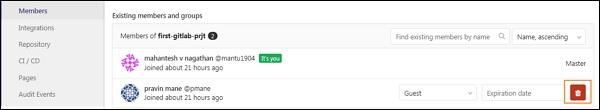 Members
Integrations
Repository
CI / CD
Pages
Audit Events
Existing members and groups
Members of first-gitlab-prjt 2
Find existing members by name
Name, ascending
mahantesh v nagathan @mantu1904 It's you
Joined about 21 hours ago
Master
pravin mane @pmane
Joined about 21 hours ago
Guest
Expiration date